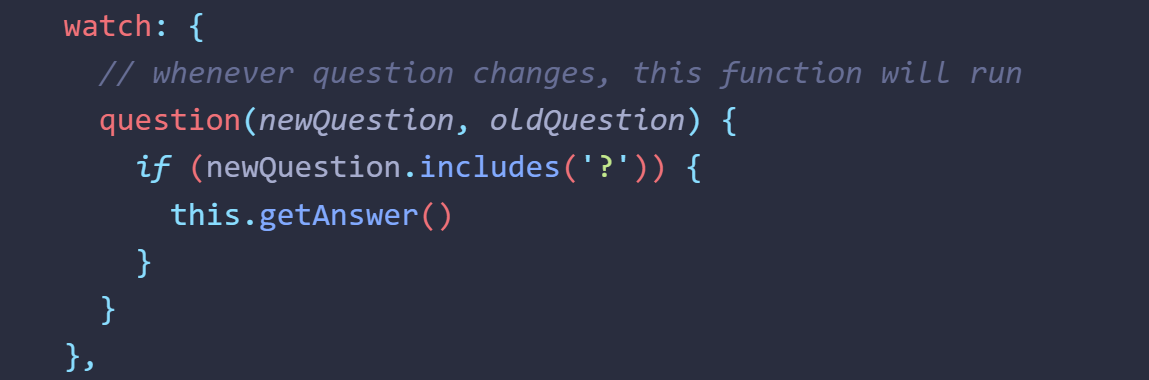 watch: {
// whenever question changes, this function will run
question(newQuestion, oldQuestion) {
if (newQuestion.includes('?')) {
this.getAnswer()
}
}
},